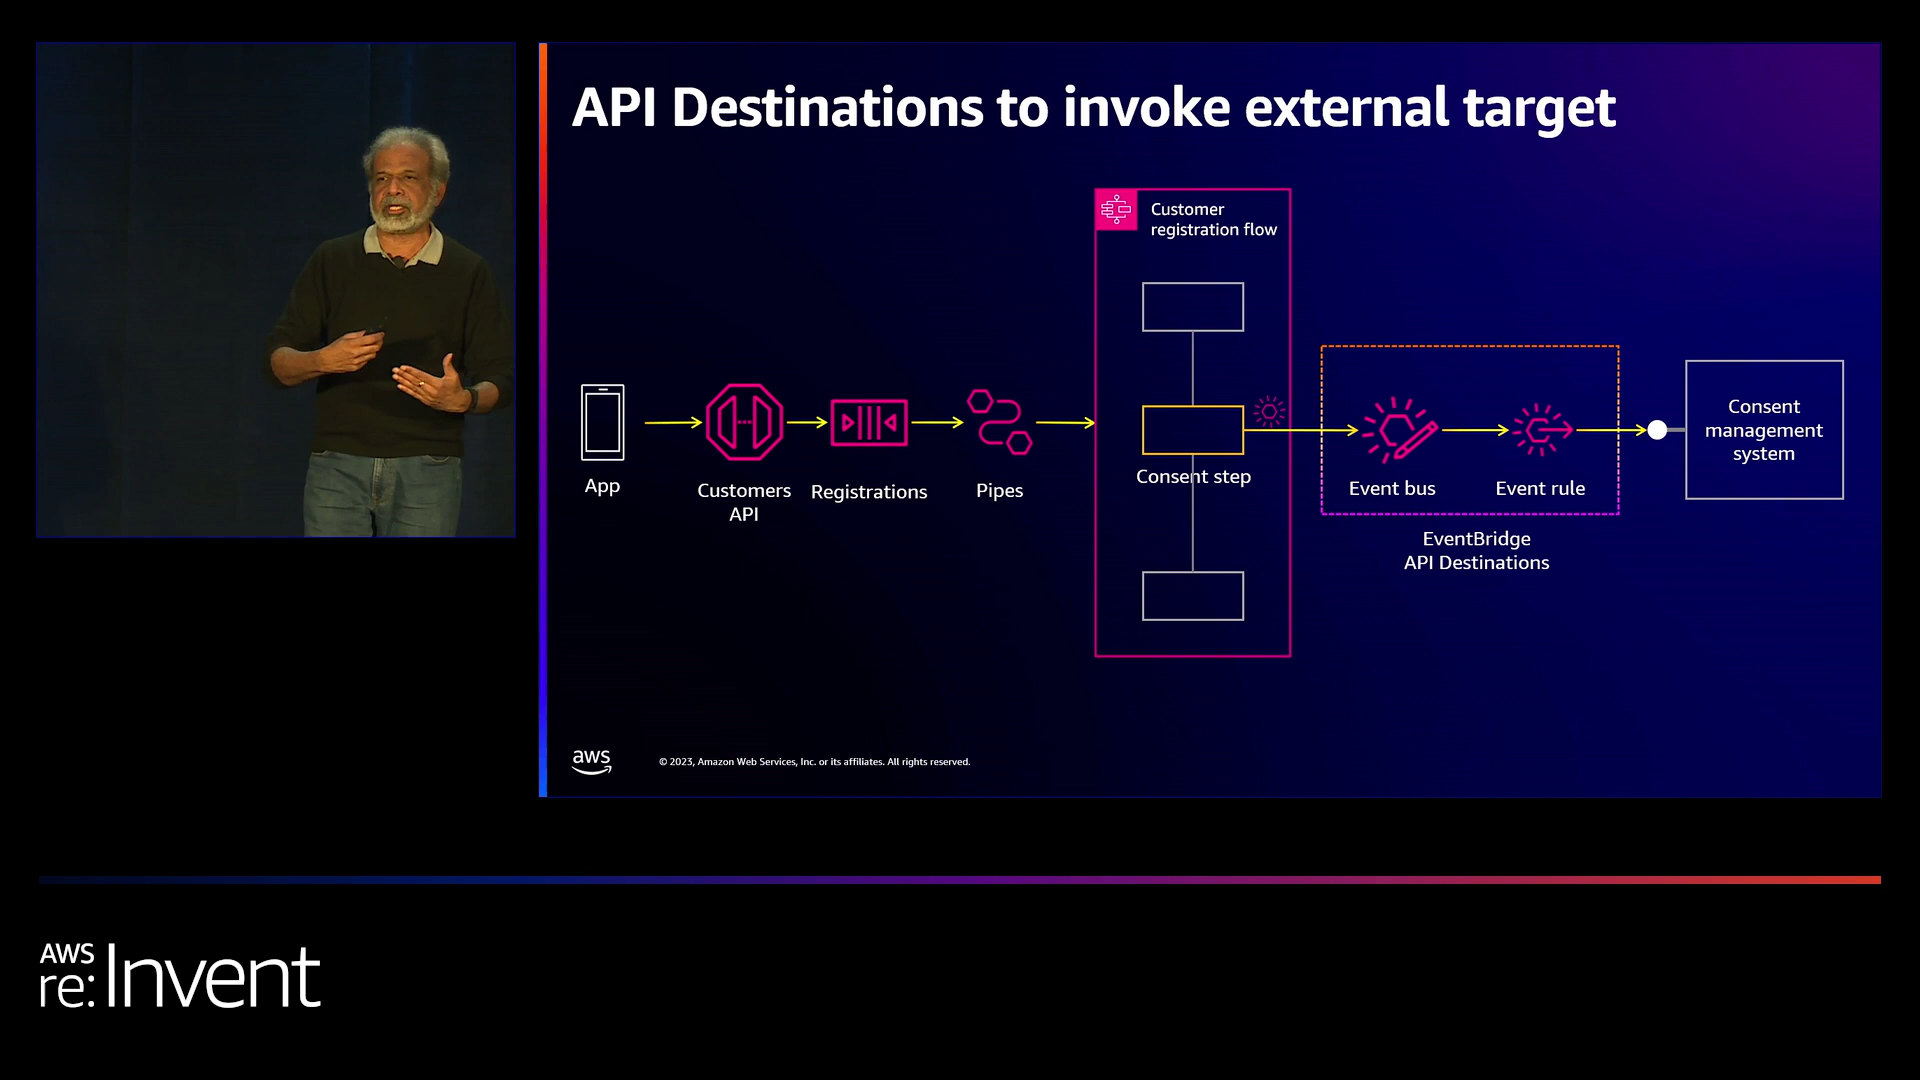 API Destinations to invoke external target
Customer
registration flow
App
Customers
API
Registrations
Pipes
Consent step
Event bus
Event rule
EventBridge
API Destinations
Consent
management
system
aws
© 2023, Amazon Web Services, Inc. or its affiliates. All rights reserved.
AWS
re:Invent